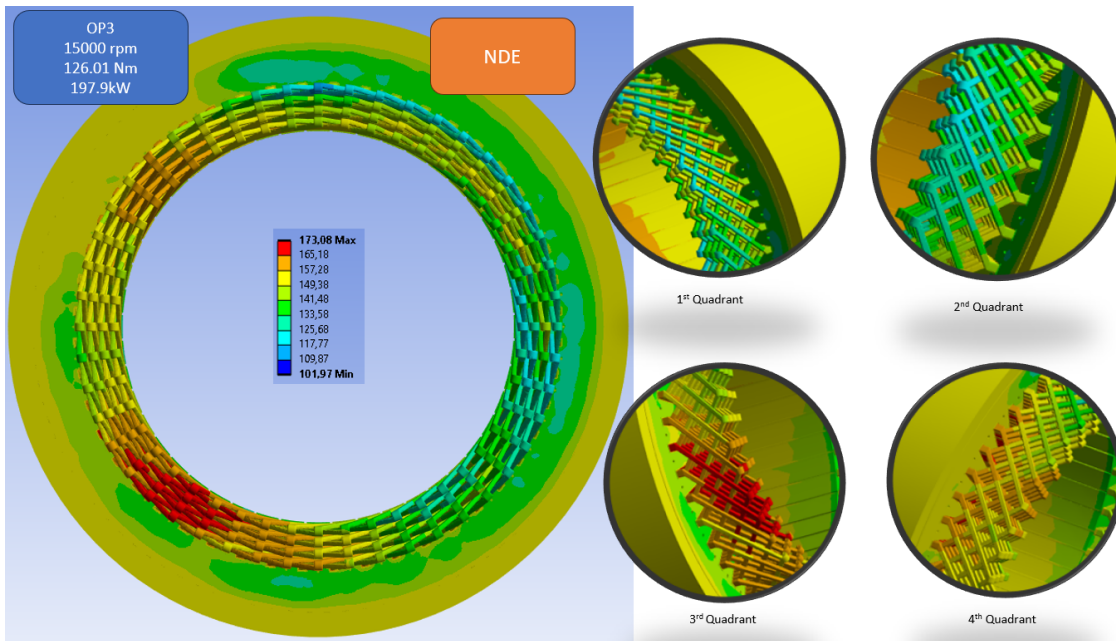 OP3
15000 rpm
126.01 Nm
197.9kW
NDE
173,08 Max
165,18
157,28
149,38
141,48
133,58
125,68
117,77
109,87
101,97 Min
1st Quadrant
2nd Quadrant
3rd Quadrant
4th Quadrant